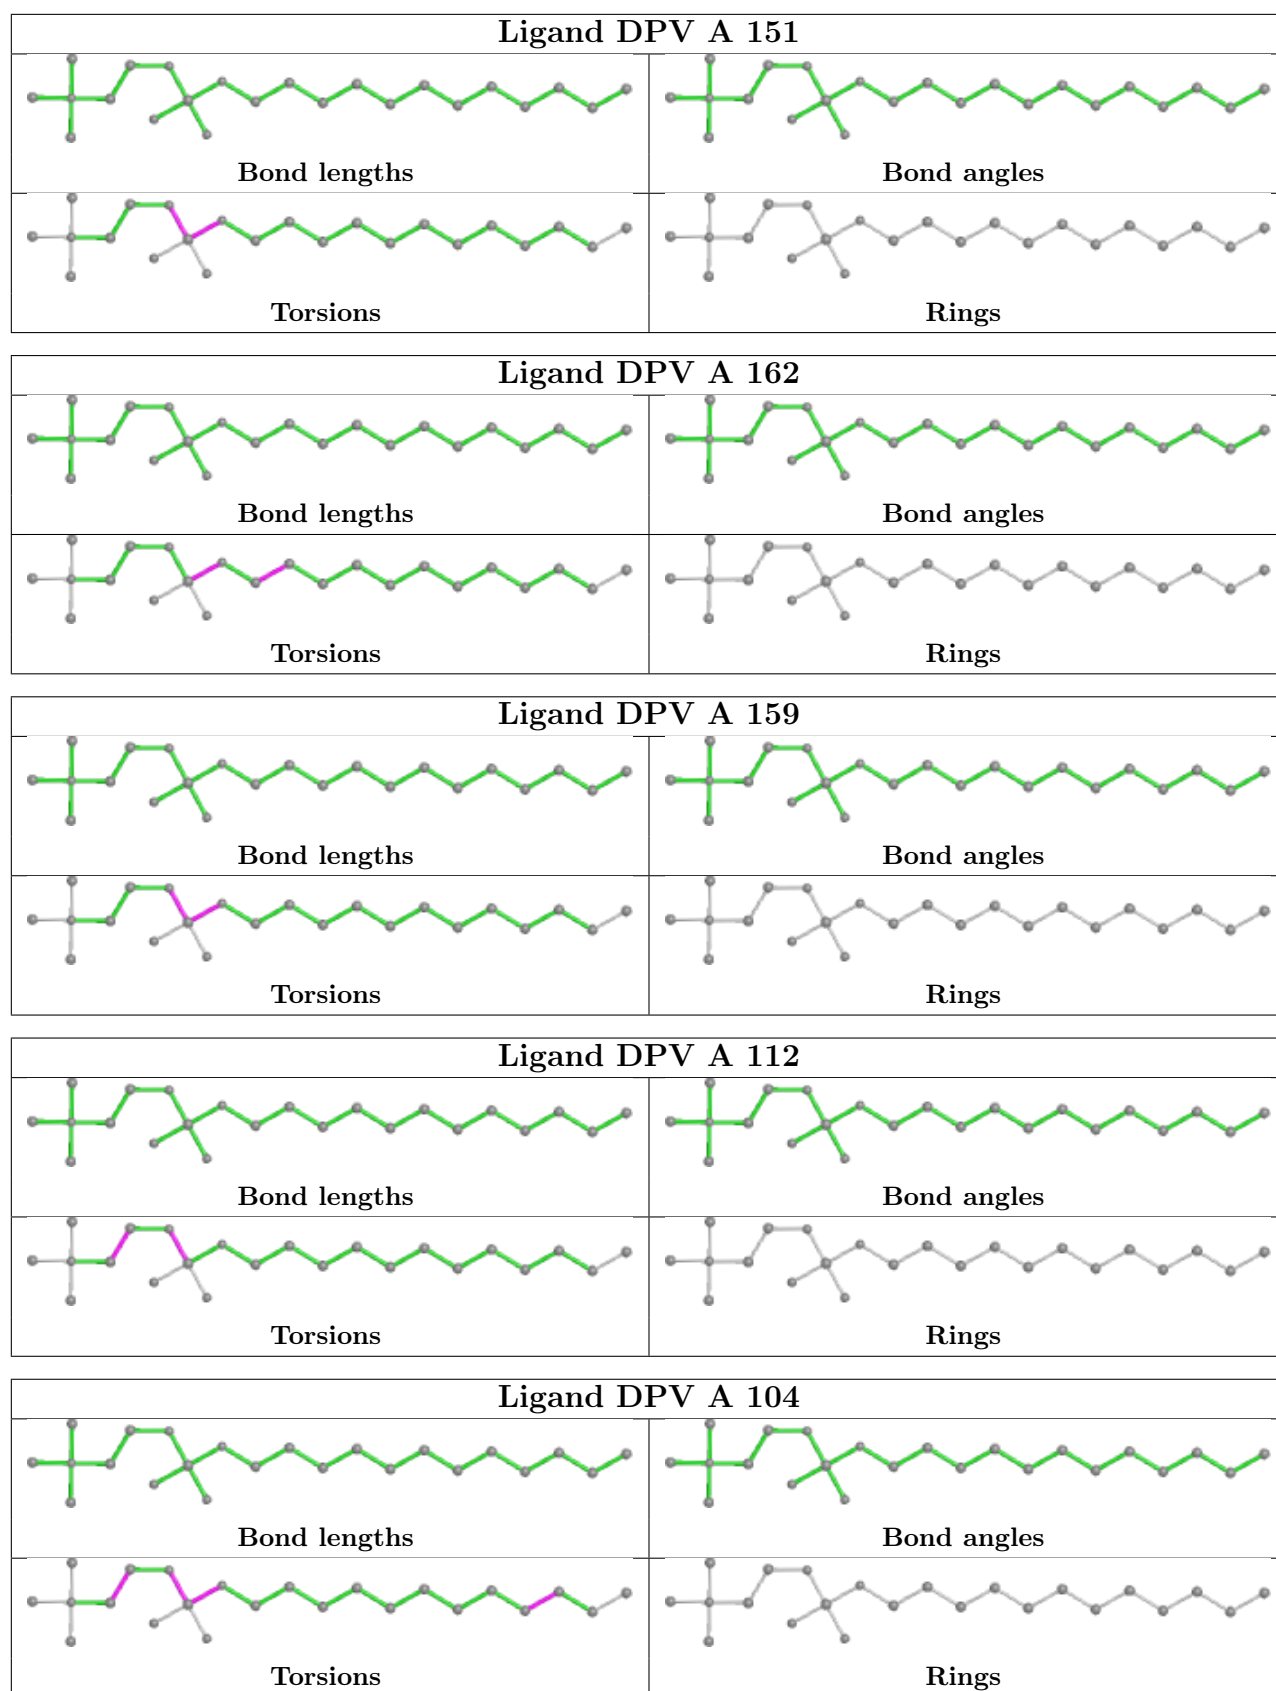 Ligand DPV A 151
Bond lengths
Bond angles
Torsions
Rings
Ligand DPV A 162
Bond lengths
Bond angles
Torsions
Rings
Ligand DPV A 159
Bond lengths
Bond angles
Torsions
Rings
Ligand DPV A 112
Bond lengths
Bond angles
Torsions
Rings
Ligand DPV A 104
Bond lengths
Bond angles
Torsions
Rings